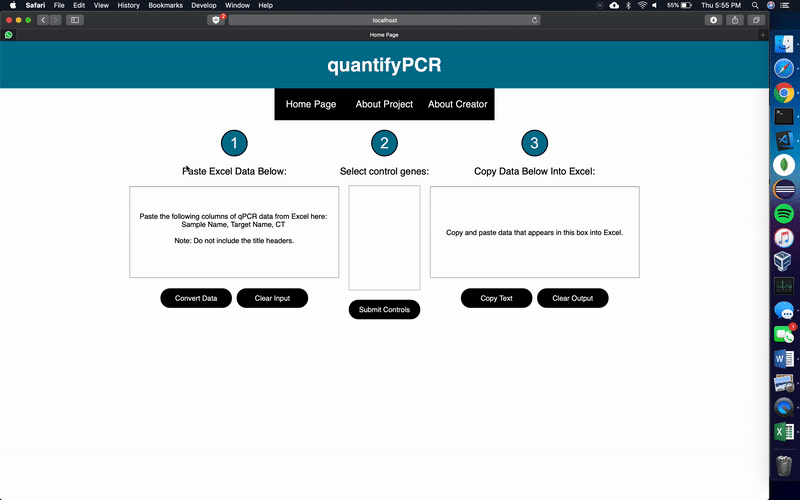 Safari File Edit View History Bookmarks Develop Window Help
55% Thu 5:55 PM
localhost
Home Page
quantifyPCR
Home Page About Project About Creator
1 2 3
Paste Excel Data Below: Select control genes: Copy Data Below Into Excel:
Paste the following columns of qPCR data from Excel here:
Sample Name, Target Name, CT
Note: Do not include the title headers.
Copy and paste data that appears in this box into Excel.
Convert Data Clear Input Copy Text Clear Output
Submit Controls